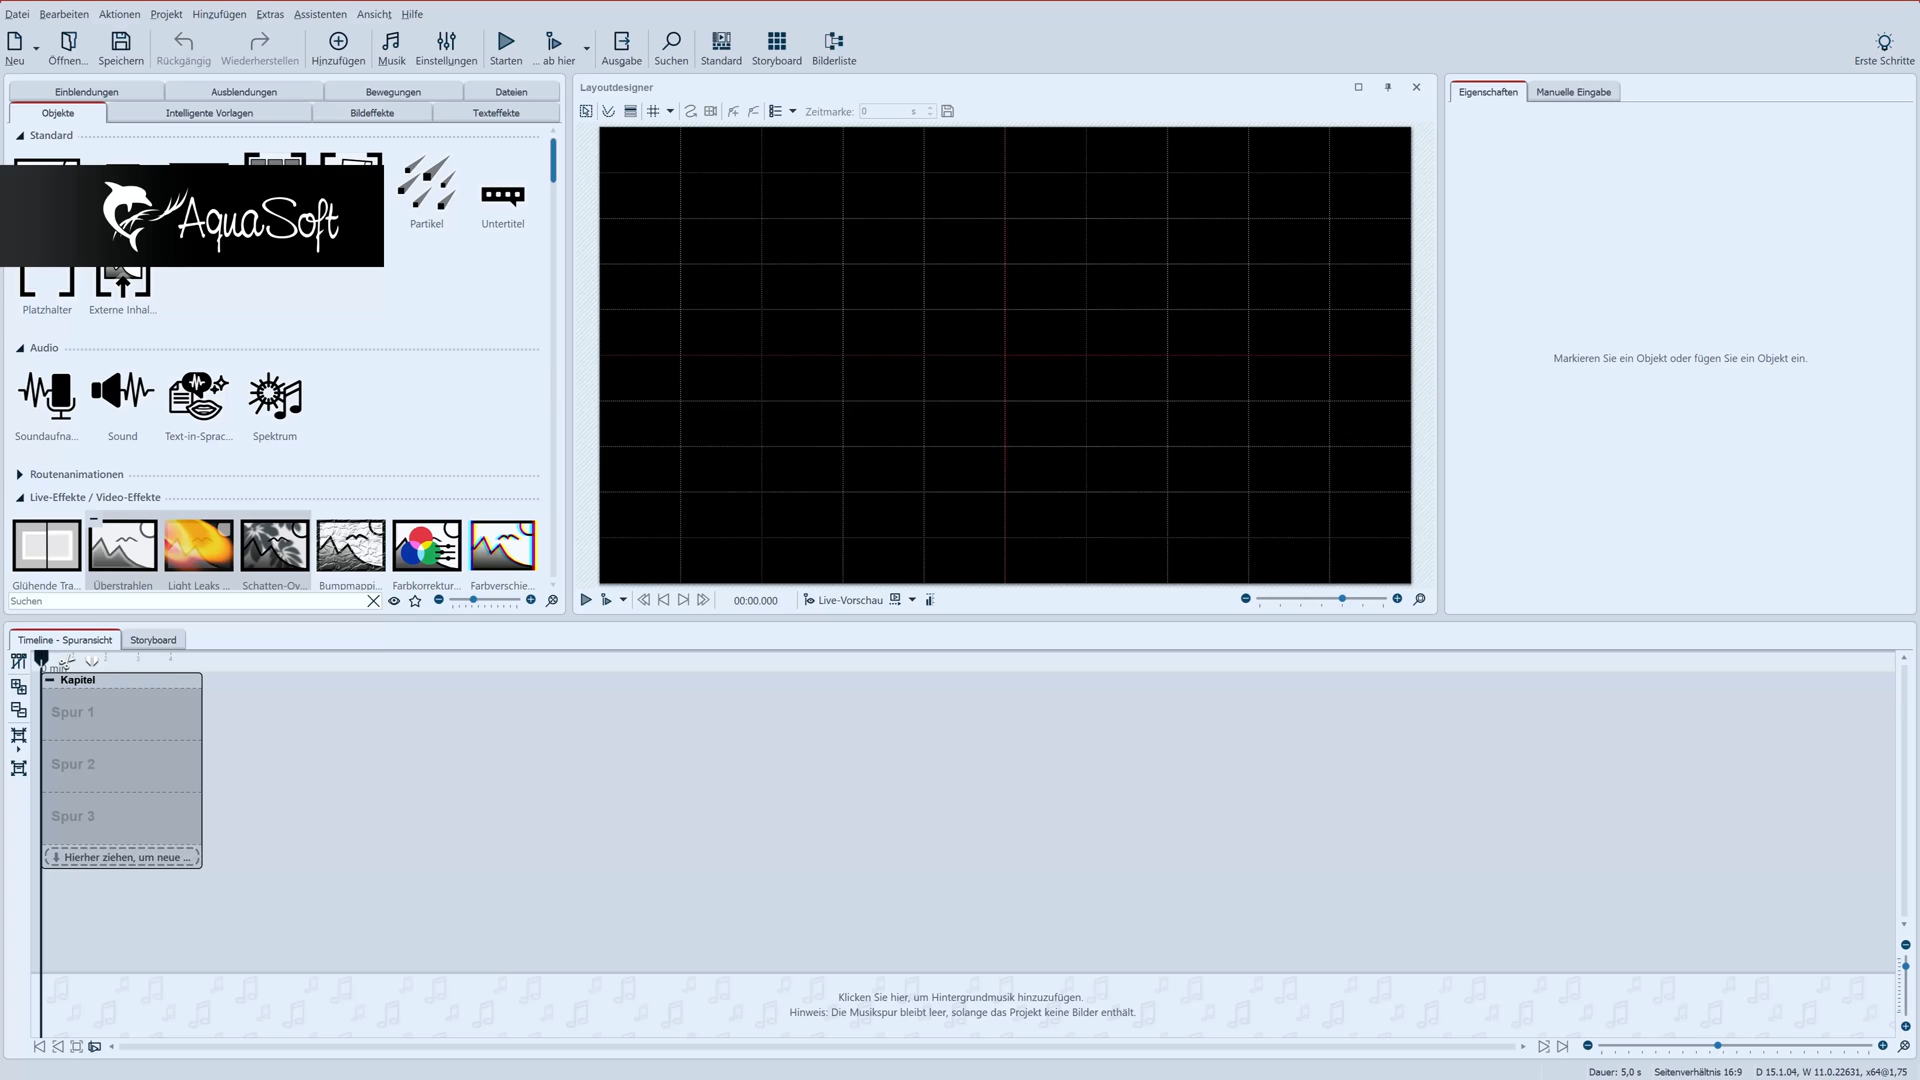 Datei Bearbeiten Aktionen Projekt Hinzufügen Extras Assistenten Ansicht Hilfe
Neu Öffnen... Speichern Rückgängig Wiederherstellen Hinzufügen Musik Einstellungen Starten ... ab hier Ausgabe Suchen Standard Storyboard Bilderliste Erste Schritte
Einblendungen Ausblendungen Bewegungen Dateien
Objekte Intelligente Vorlagen Bildeffekte Texteffekte
Standard
AquaSoft
Partikel Untertitel
Platzhalter Externe Inhal...
Audio
Soundaufna... Sound Text-in-Sprac... Spektrum
Routenanimationen
Live-Effekte / Video-Effekte
Glühende Tra... Überstrahlen Light Leaks ... Schatten-Ov... Bumpmappi... Farbkorrektur... Farbverschie...
Suchen
Layoutdesigner
Zeitmarke: 0 s
00:00.000 Live-Vorschau
Eigenschaften Manuelle Eingabe
Markieren Sie ein Objekt oder fügen Sie ein Objekt ein.
Timeline - Spuransicht Storyboard
2 3 4
0 min
Kapitel
Spur 1
Spur 2
Spur 3
Hierher ziehen, um neue ...
Klicken Sie hier, um Hintergrundmusik hinzuzufügen.
Hinweis: Die Musikspur bleibt leer, solange das Projekt keine Bilder enthält.
Dauer: 5,0 s Seitenverhältnis 16:9 D 15.1.04, W 11.0.22631, x64@1,75